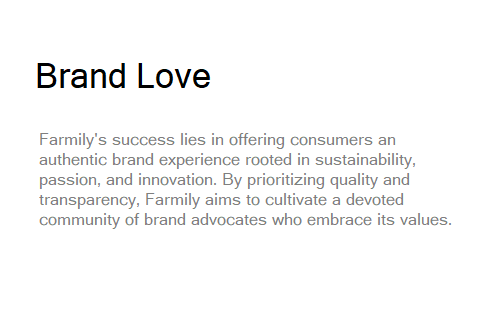 Brand Love
Farmily's success lies in offering consumers an
authentic brand experience rooted in sustainability,
passion, and innovation. By prioritizing quality and
transparency, Farmily aims to cultivate a devoted
community of brand advocates who embrace its values.